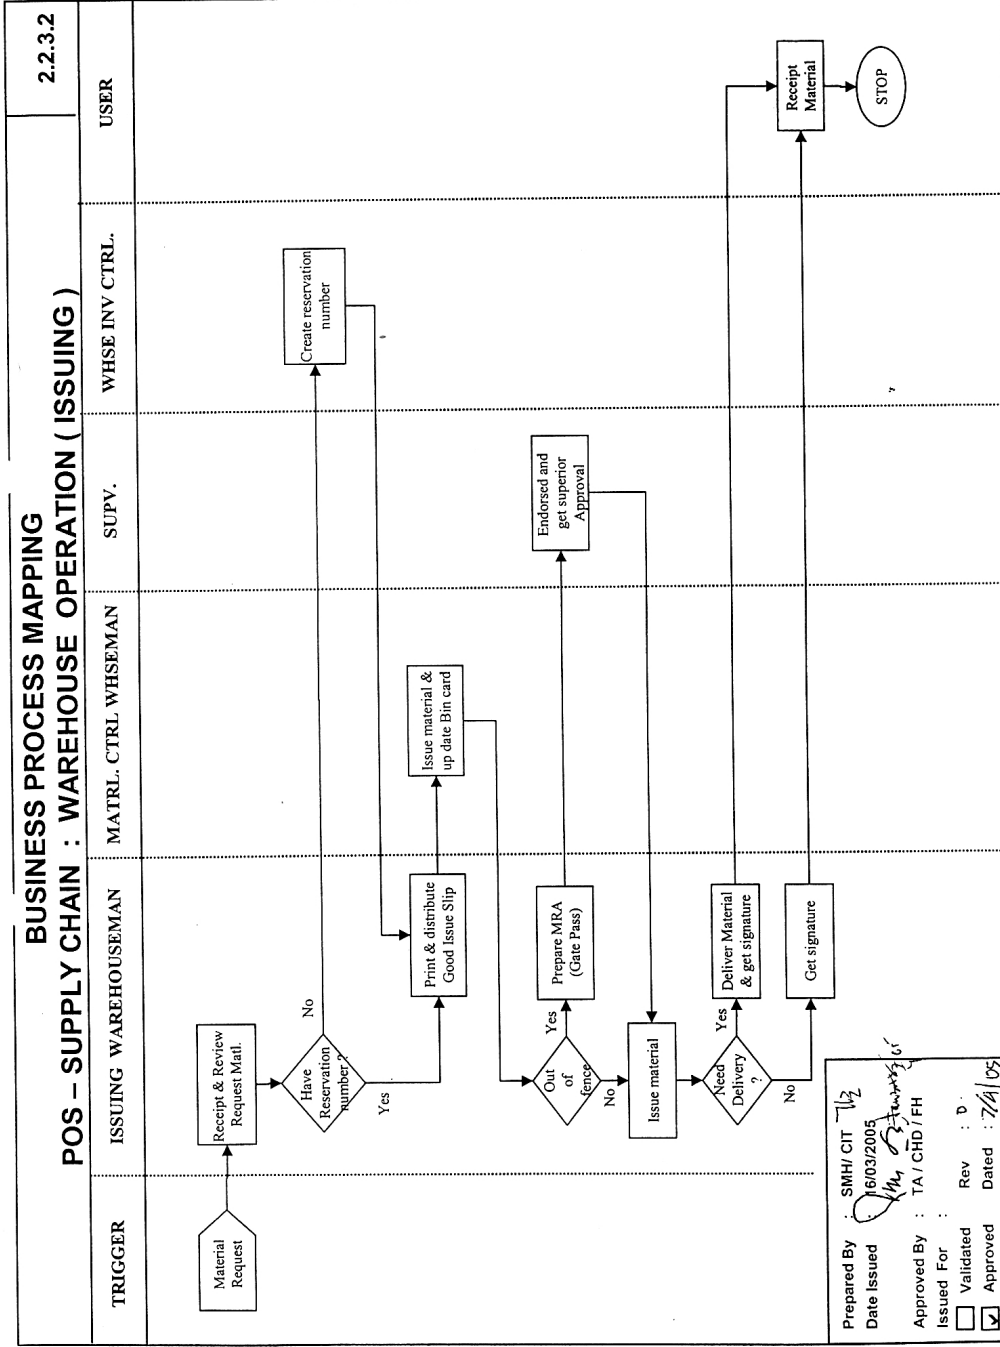 BUSINESS PROCESS MAPPING
2.2.3.2
POS – SUPPLY CHAIN : WAREHOUSE OPERATION ( ISSUING )
TRIGGER
ISSUING WAREHOUSEMAN
MATRL. CTRL WHSEMAN
SUPV.
WHSE INV CTRL.
USER
Material
Request
Receipt & Review
Request Matl.
Have
Reservation
number ?
No
Yes
Create reservation
number
Print & distribute
Good Issue Slip
Issue material &
up date Bin card
Out
of
fence
Yes
No
Prepare MRA
(Gate Pass)
Endorsed and
get superior
Approval
Issue material
Need
Delivery
?
Yes
No
Deliver Material
& get signature
Get signature
Receipt
Material
STOP
Prepared By : SMH/ CIT
Date Issued : 16/03/2005
Approved By : TA / CHD / FH
Issued For :
Validated Rev : D.
Approved Dated : 7/4/05